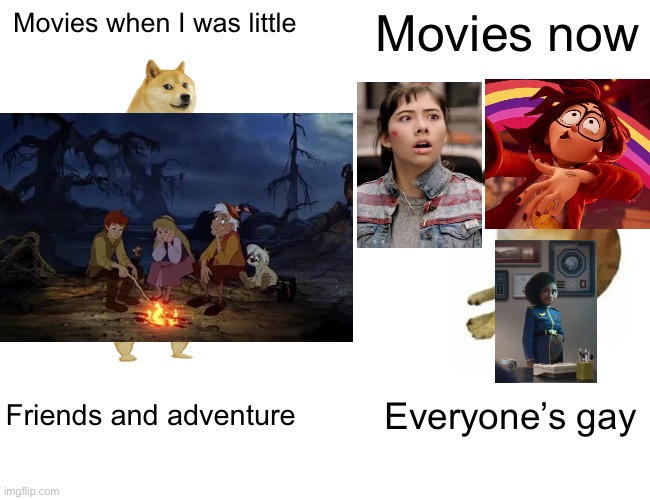 Movies when I was little
Movies now
Friends and adventure
Everyone’s gay
imgflip.com